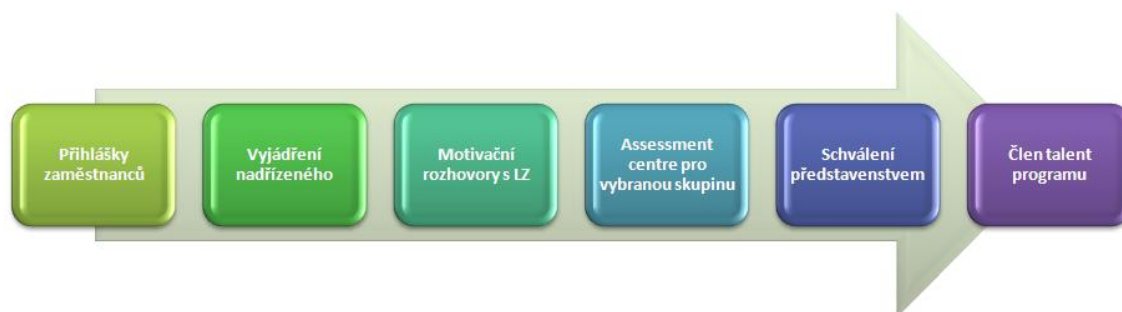 Přihlášky
zaměstnanců
Vyjádření
nadřízeného
Motivační
rozhovory s LZ
Assessment
centre pro
vybranou skupinu
Schválení
představenstvem
Člen talent
programu